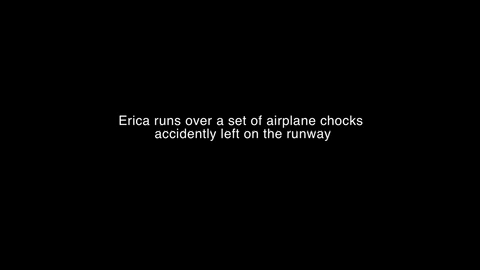 Erica runs over a set of airplane chocks
accidently left on the runway